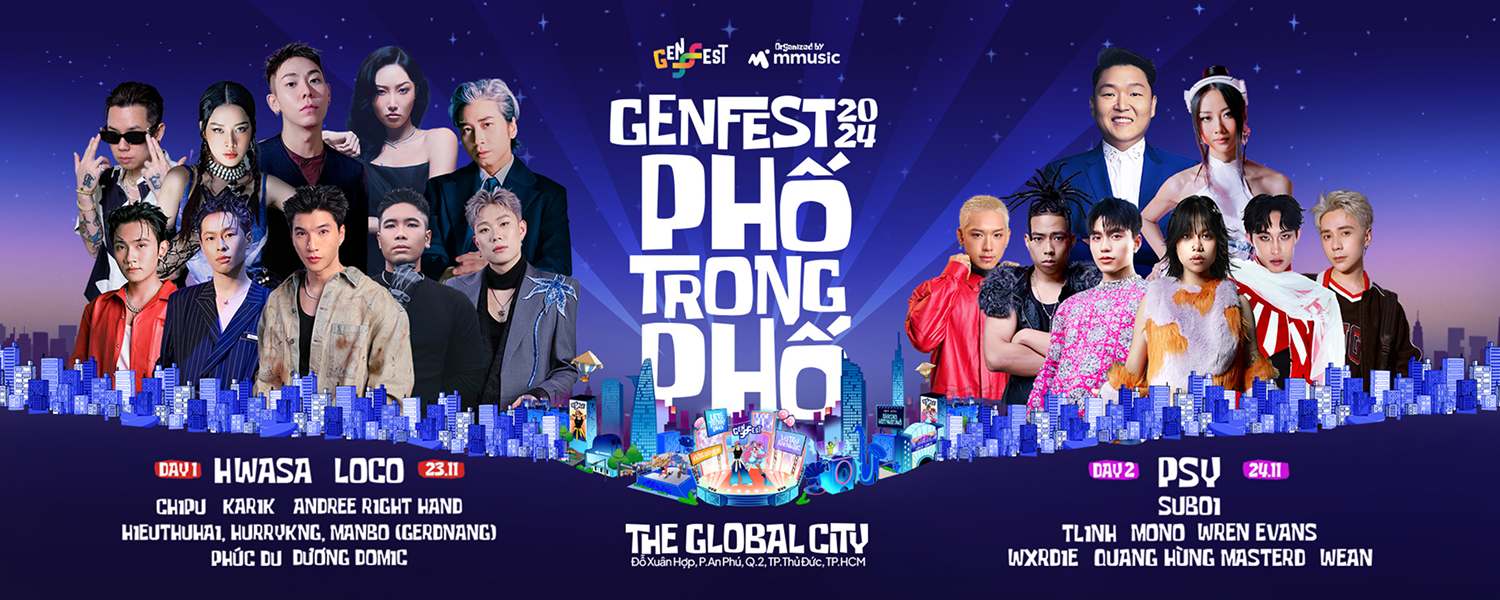 GENFEST
Organized by
mmusic
GENFEST 2024
PHỐ
TRONG
PHỐ
DAY 1 HWASA LOCO 23.11
CHIPU KARIK ANDREE RIGHT HAND
HIEUTHUHAI, HURRYKNG, MANBO (GERDNANG)
PHÚC DU DƯƠNG DOMIC
THE GLOBAL CITY
Đỗ Xuân Hợp, P.An Phú, Q.2, TP.Thủ Đức, TP.HCM
DAY 2 PSY 24.11
SUBOI
TLINH MONO WREN EVANS
WXRDIE QUANG HÙNG MASTERD WEAN